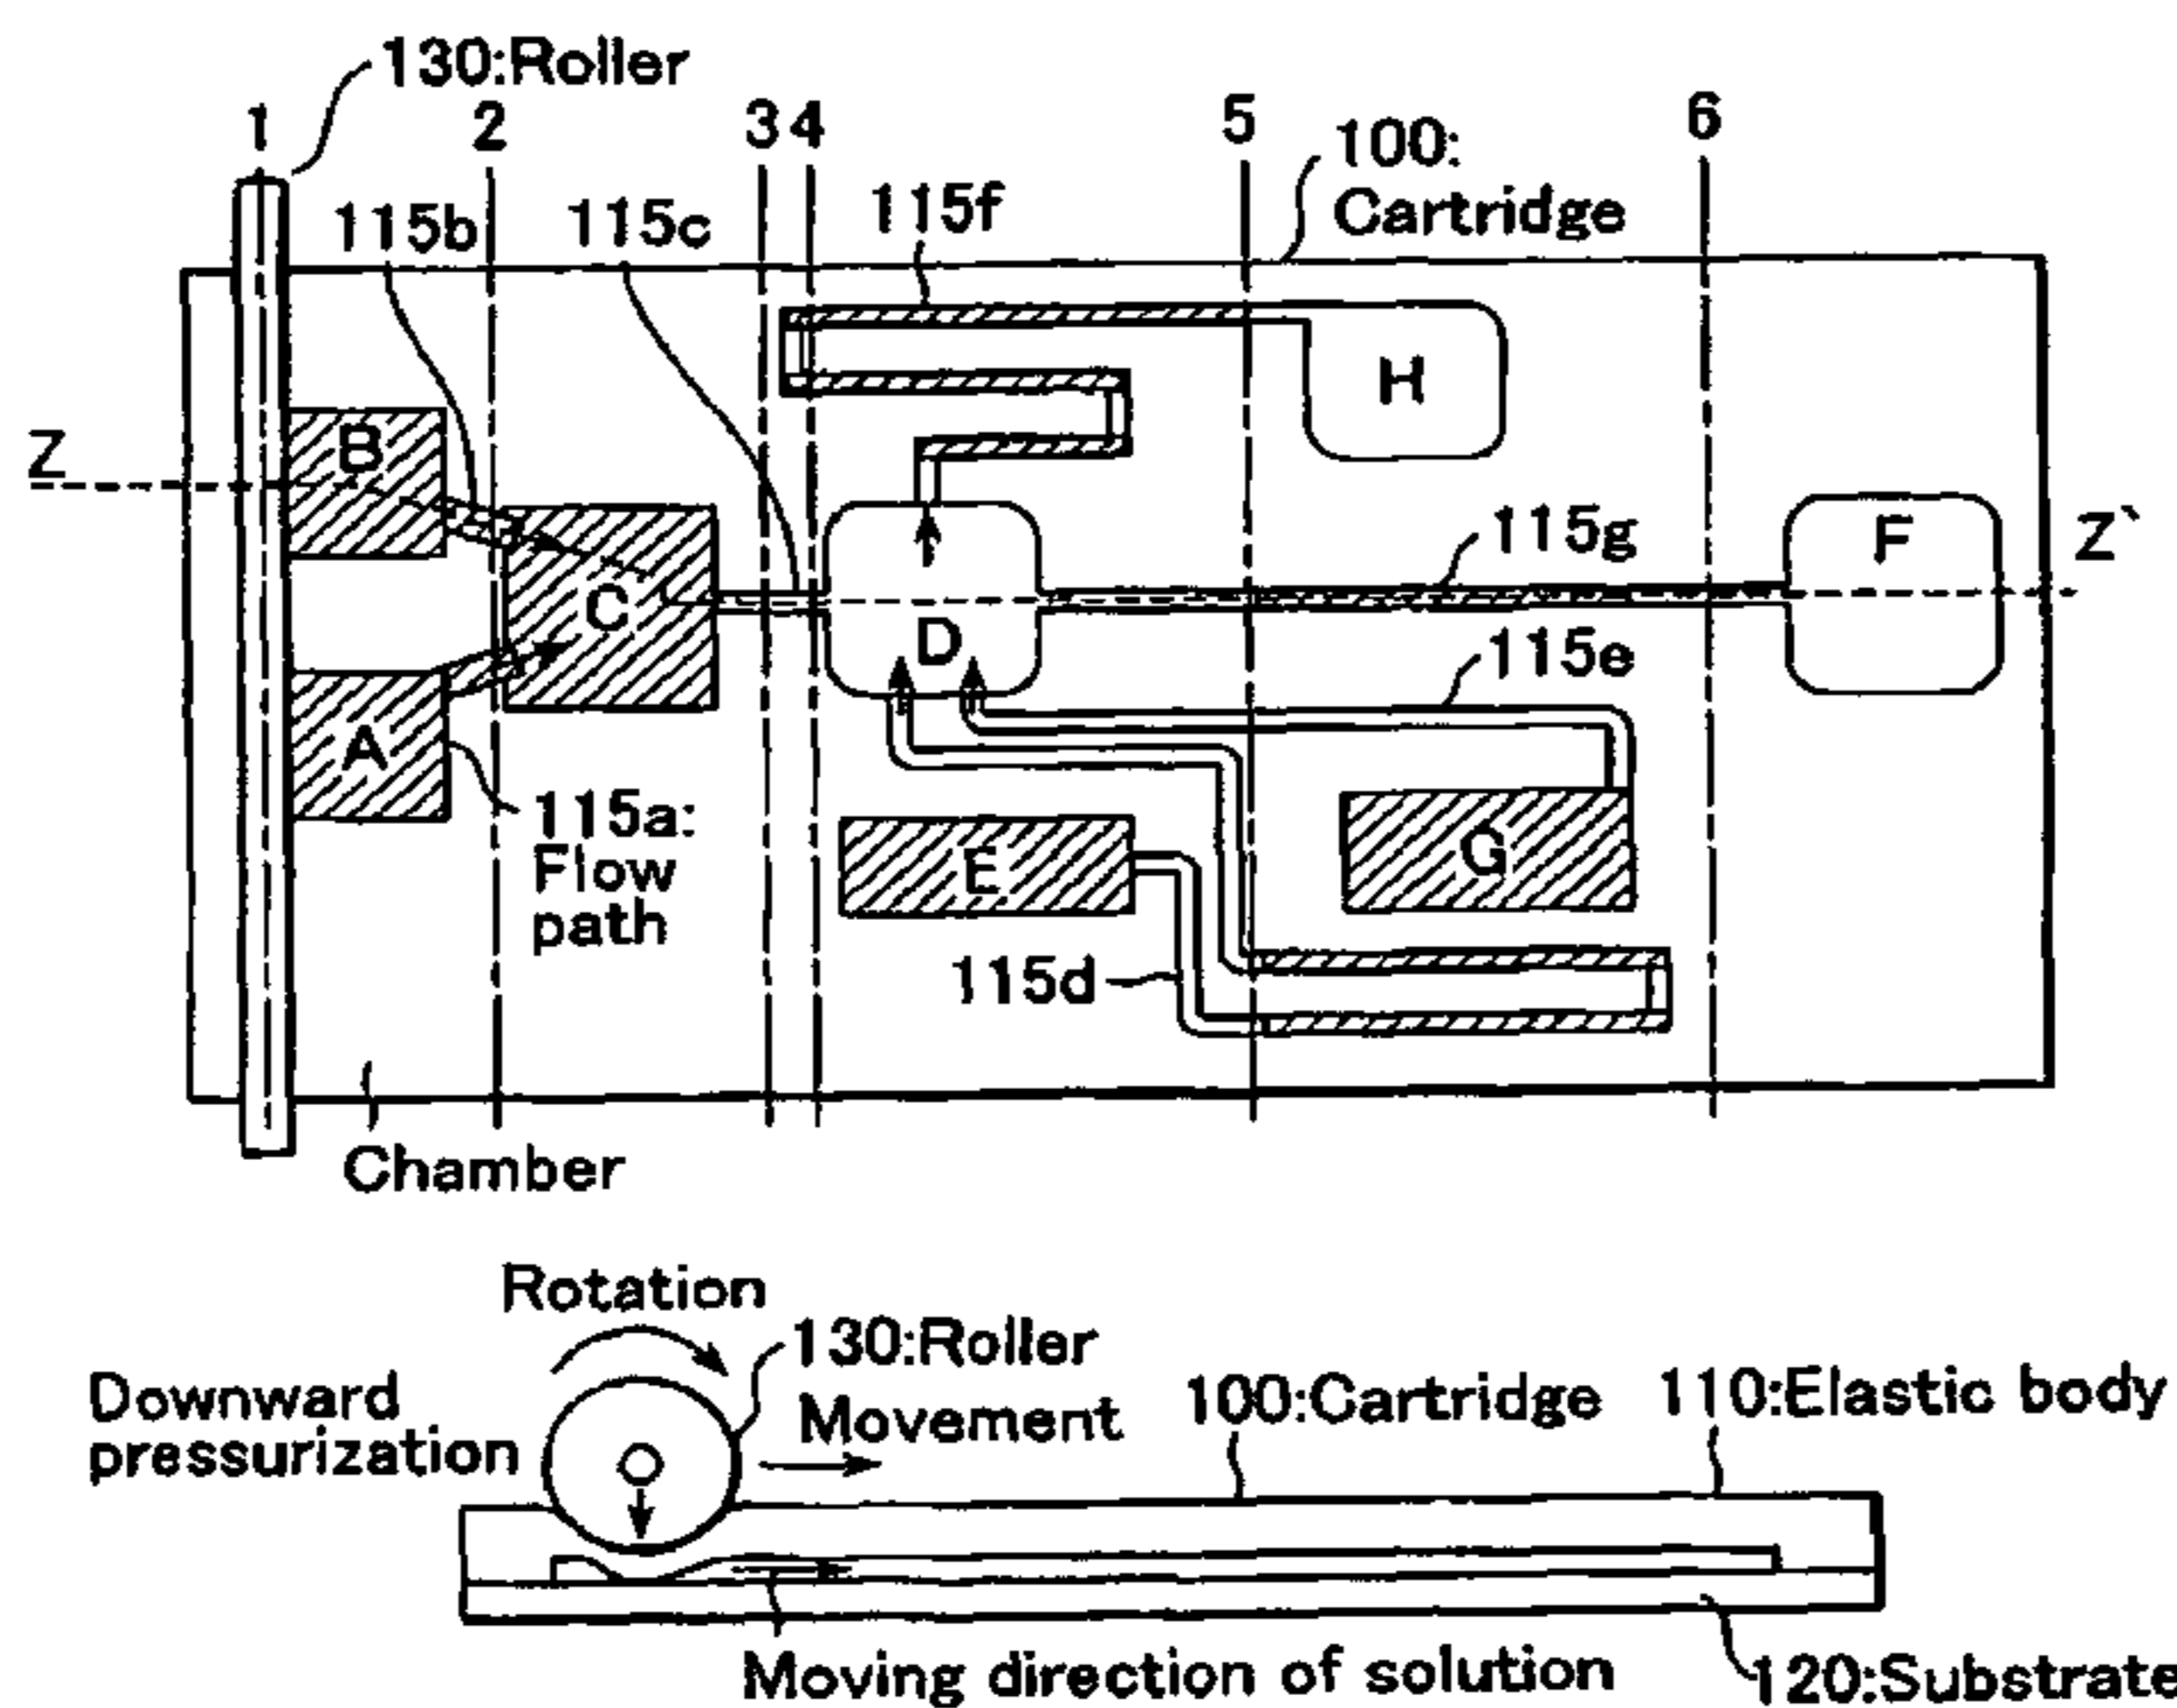 130:Roller
1
2
3
4
5
6
100:
Cartridge
115b
115c
115f
H
B
Z
115g
F
Z`
C
D
115e
A
115a:
Flow
path
E
G
115d
Chamber
Rotation
130:Roller
Downward
pressurization
Movement
100:Cartridge
110:Elastic body
Moving direction of solution
120:Substrate